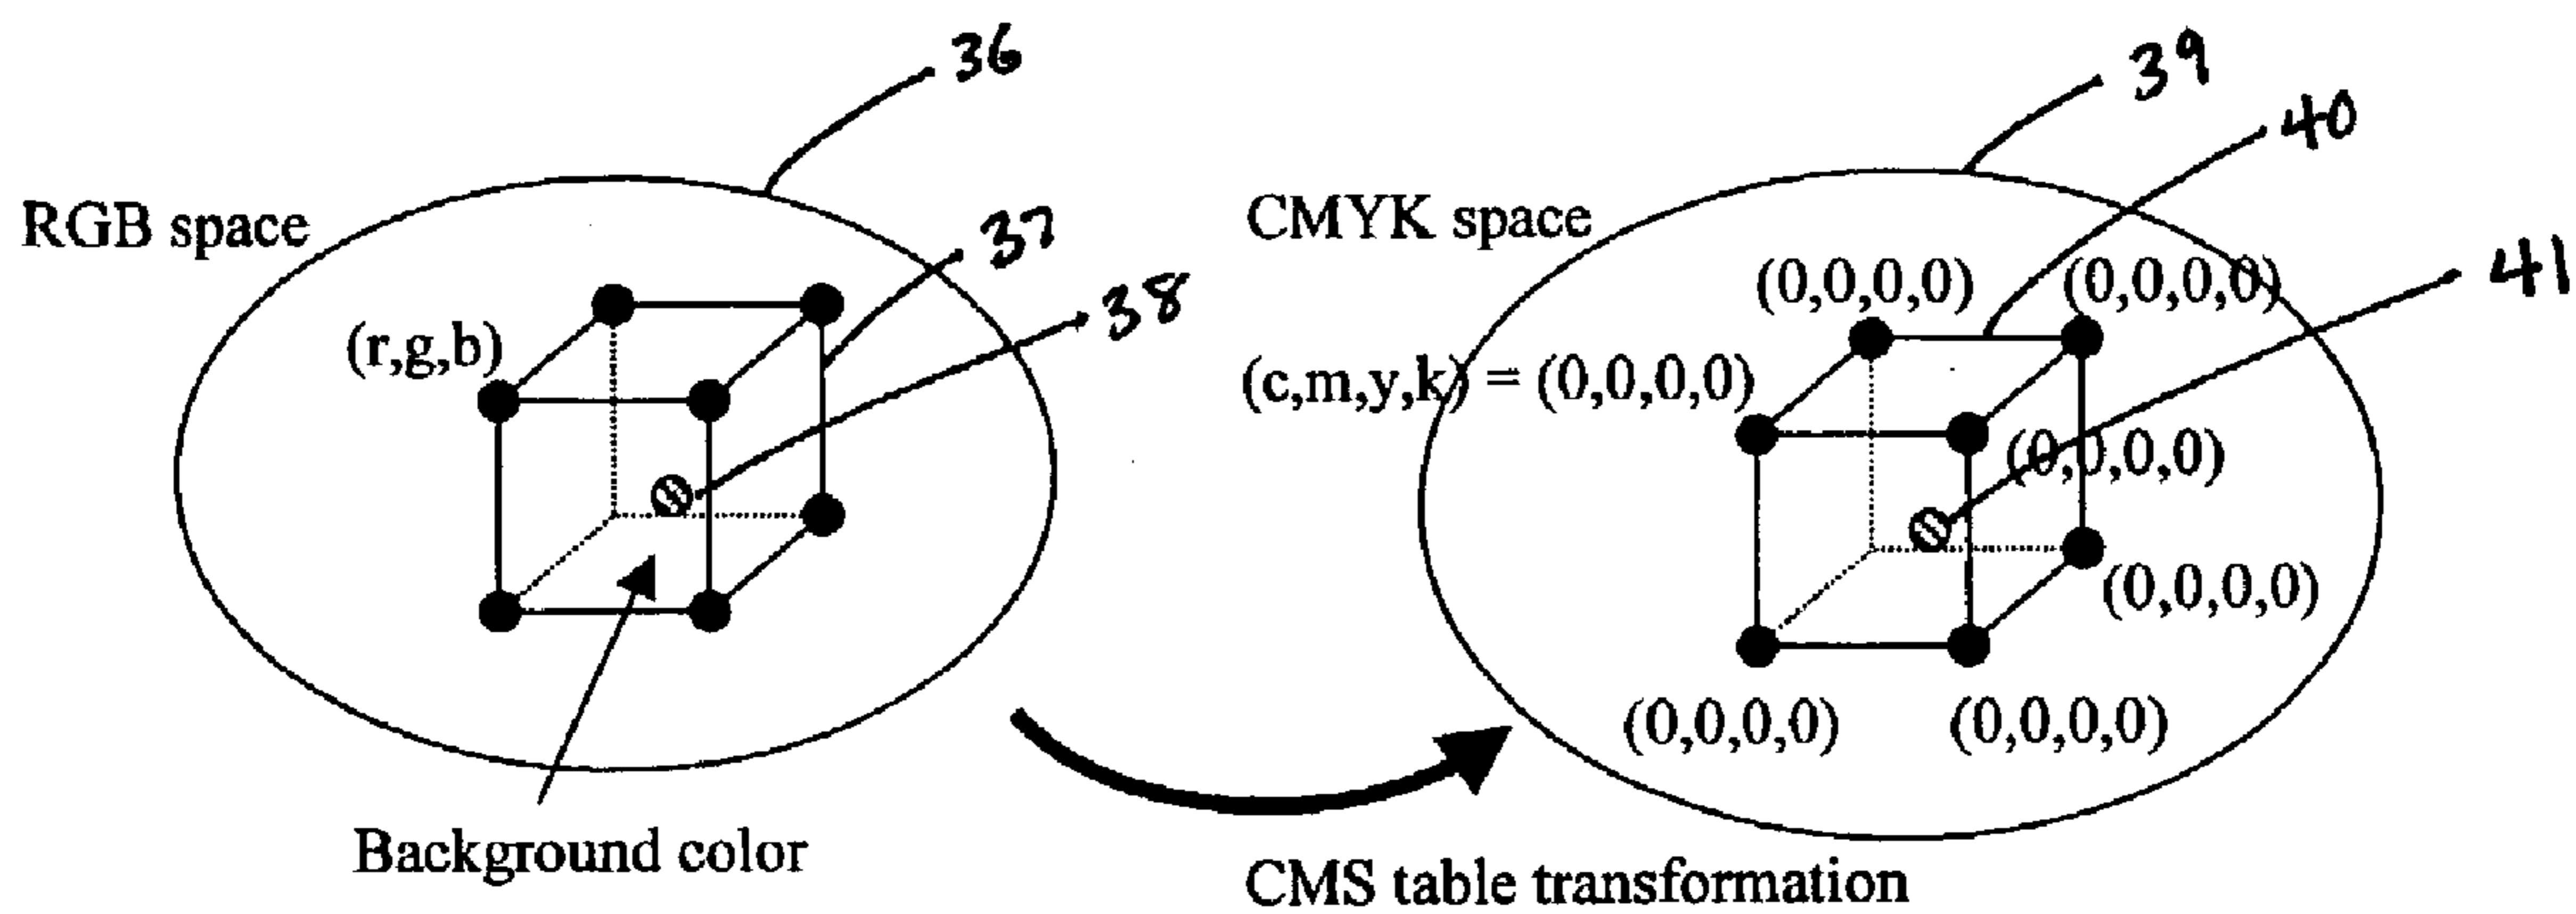 36
RGB space
37
38
(r,g,b)
Background color
39
40
CMYK space
41
(0,0,0,0)
(0,0,0,0)
(c,m,y,k) = (0,0,0,0)
(0,0,0,0)
(0,0,0,0)
(0,0,0,0)
(0,0,0,0)
CMS table transformation